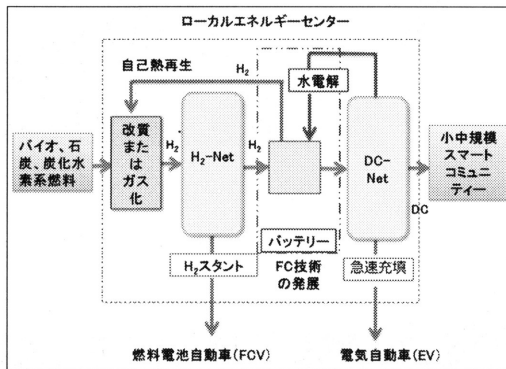 ローカルエネルギーセンター
自己熱再生
H2
水電解
バイオ、石
炭、炭化水
素系燃料
改質
また
は
ガス
化
H2
H2-Net
H2
DC-
Net
DC
小中規模
スマート
コミュニ
ティー
バッテリー
H2スタント
FC技術
の発展
急速充填
燃料電池自動車(FCV)
電気自動車(EV)